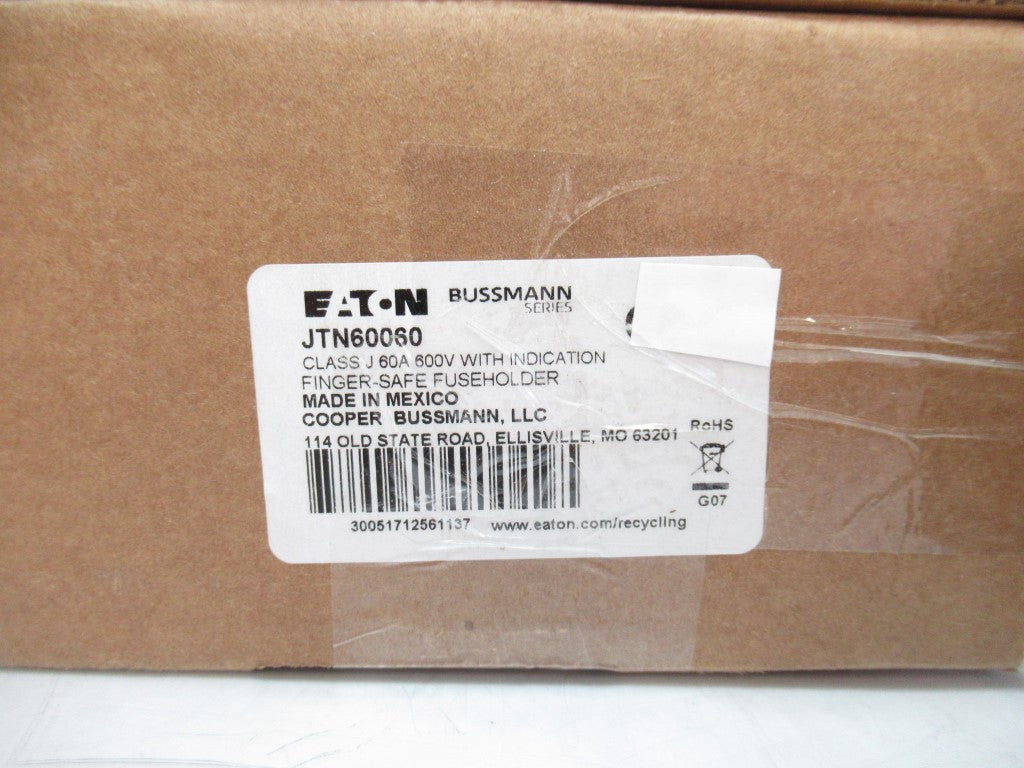 EATON BUSSMANN
SERIES
JTN60060
CLASS J 60A 600V WITH INDICATION
FINGER-SAFE FUSEHOLDER
MADE IN MEXICO
COOPER BUSSMANN, LLC
114 OLD STATE ROAD, ELLISVILLE, MO 63201
RoHS
G07
30051712561137 www.eaton.com/recycling